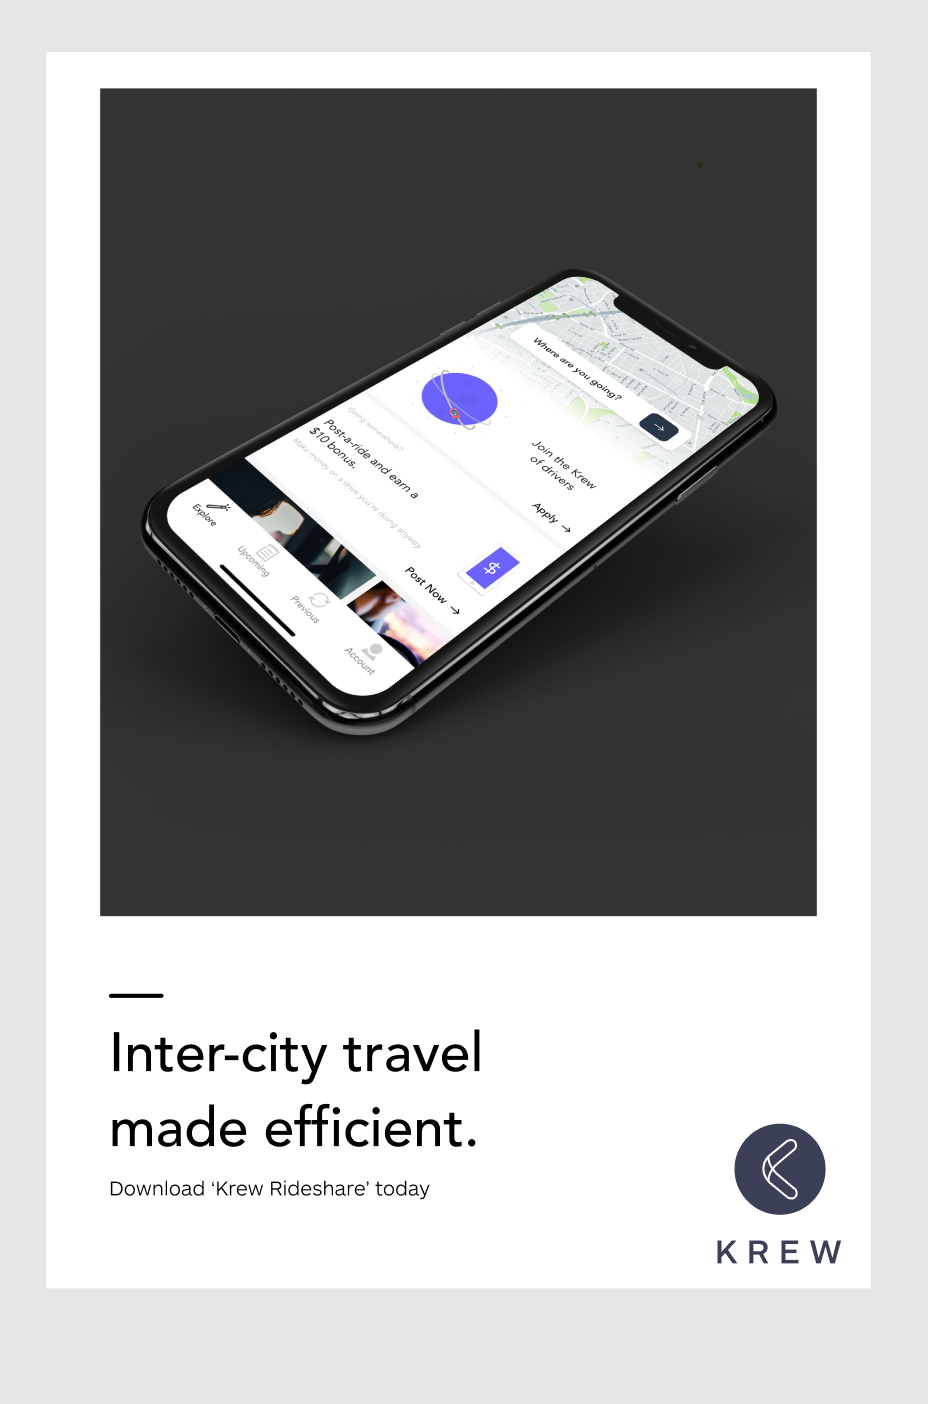 Where are you going?
Join the Krew
of drivers
Apply →
Going somewhere?
Post-a-ride and earn a
$10 bonus.
Make money on a drive you're doing anyway.
Post Now →
$
Explore
Upcoming
Previous
Account
Inter-city travel
made efficient.
Download ‘Krew Rideshare’ today
KREW